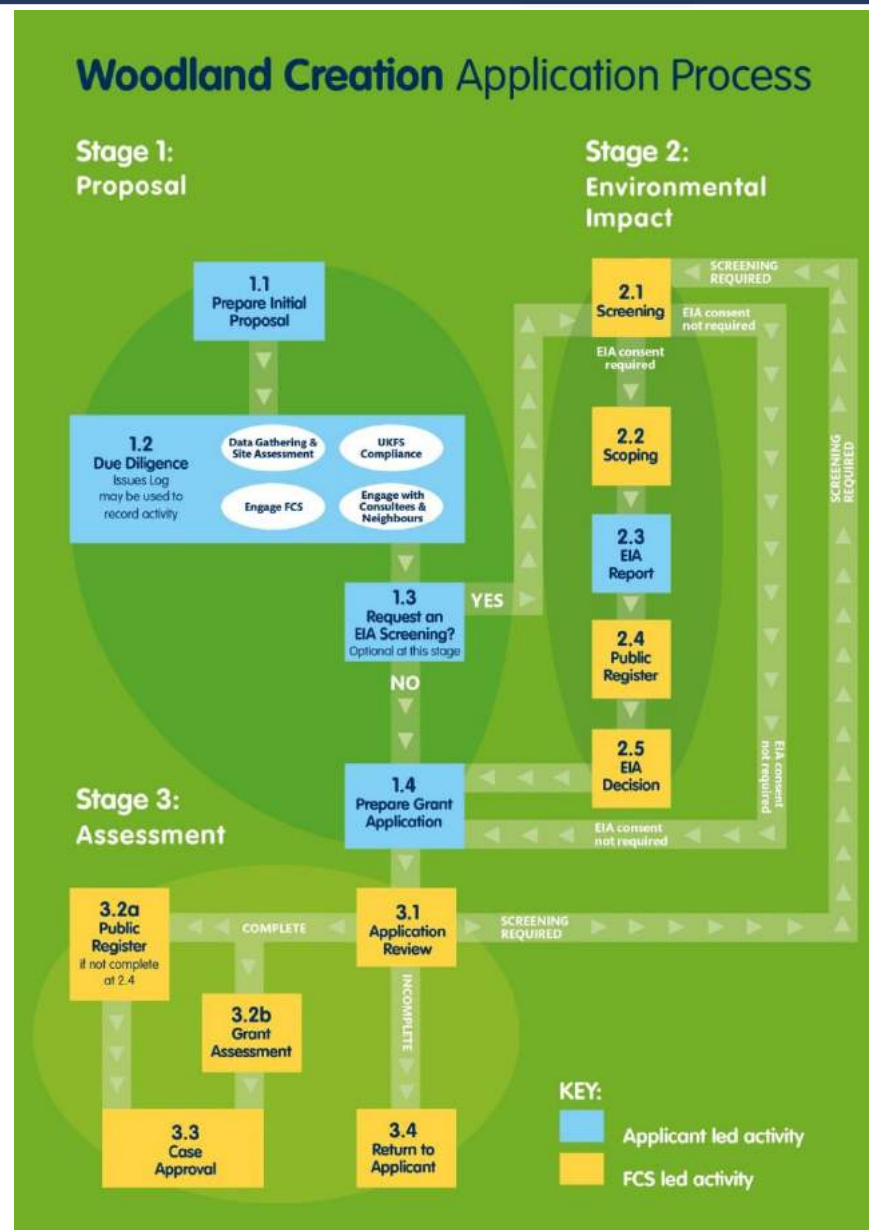 Woodland Creation Application Process
Stage 1:
Proposal
Stage 2:
Environmental
Impact
1.1
Prepare Initial
Proposal
1.2
Due Diligence
Issues Log
may be used to
record activity
Data Gathering &
Site Assessment
UKFS
Compliance
Engage FCS
Engage with
Consultees &
Neighbours
1.3
Request an
EIA Screening?
Optional at this stage
YES
NO
1.4
Prepare Grant
Application
2.1
Screening
SCREENING
REQUIRED
EIA consent
not required
EIA consent
required
2.2
Scoping
2.3
EIA
Report
2.4
Public
Register
2.5
EIA
Decision
SCREENING
REQUIRED
EIA consent
not required
EIA consent
not required
Stage 3:
Assessment
3.1
Application
Review
SCREENING
REQUIRED
COMPLETE
INCOMPLETE
3.2a
Public
Register
if not complete
at 2.4
3.2b
Grant
Assessment
3.3
Case
Approval
3.4
Return to
Applicant
KEY:
Applicant led activity
FCS led activity